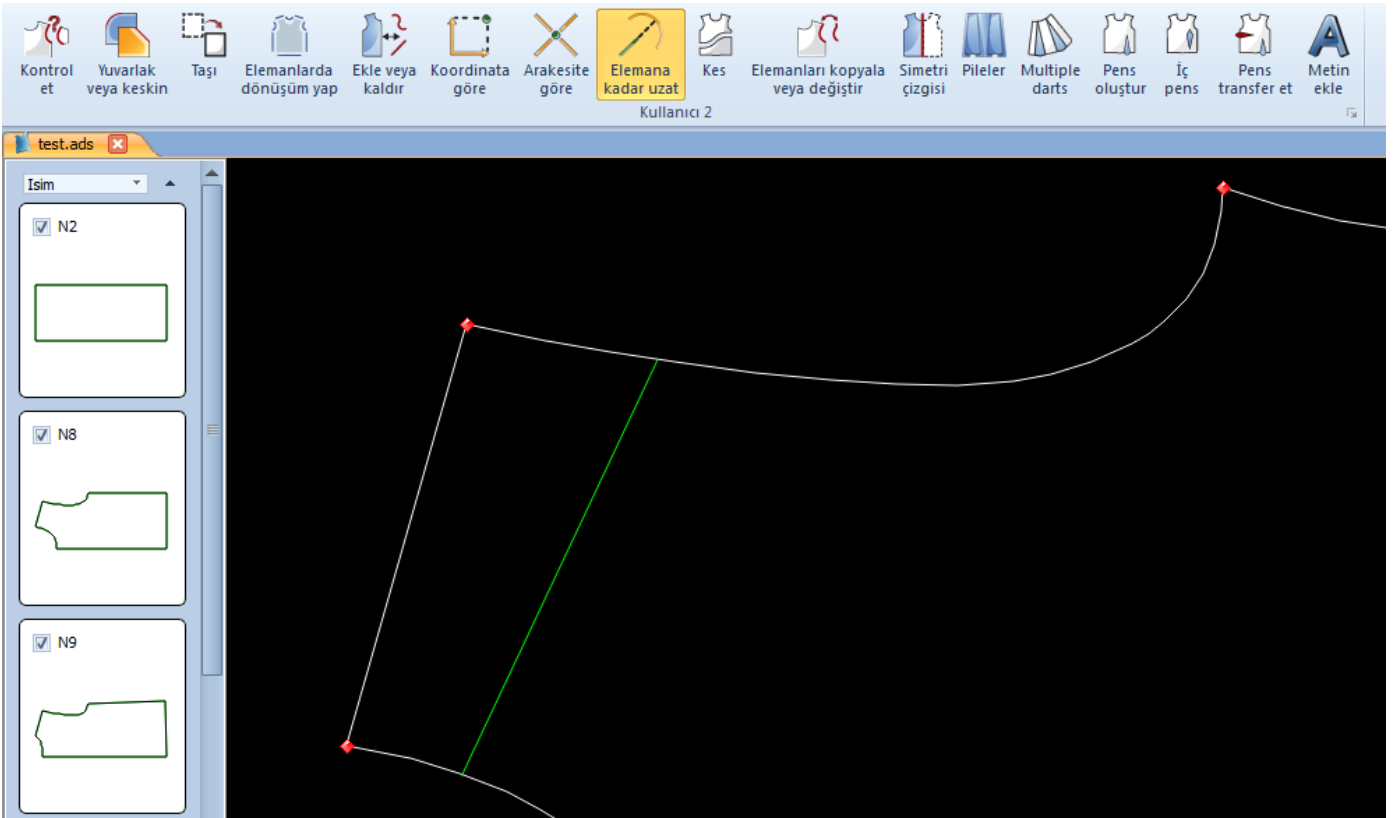 Kontrol et
Yuvarlak veya keskin
Taşı
Elemanlarda dönüşüm yap
Ekle veya kaldır
Koordinata göre
Arakesite göre
Elemana kadar uzat
Kes
Elemanları kopyala veya değiştir
Simetri çizgisi
Pileler
Multiple darts
Pens oluştur
İç pens
Pens transfer et
Metin ekle
Kullanıcı 2
test.ads
Isim
N2
N8
N9